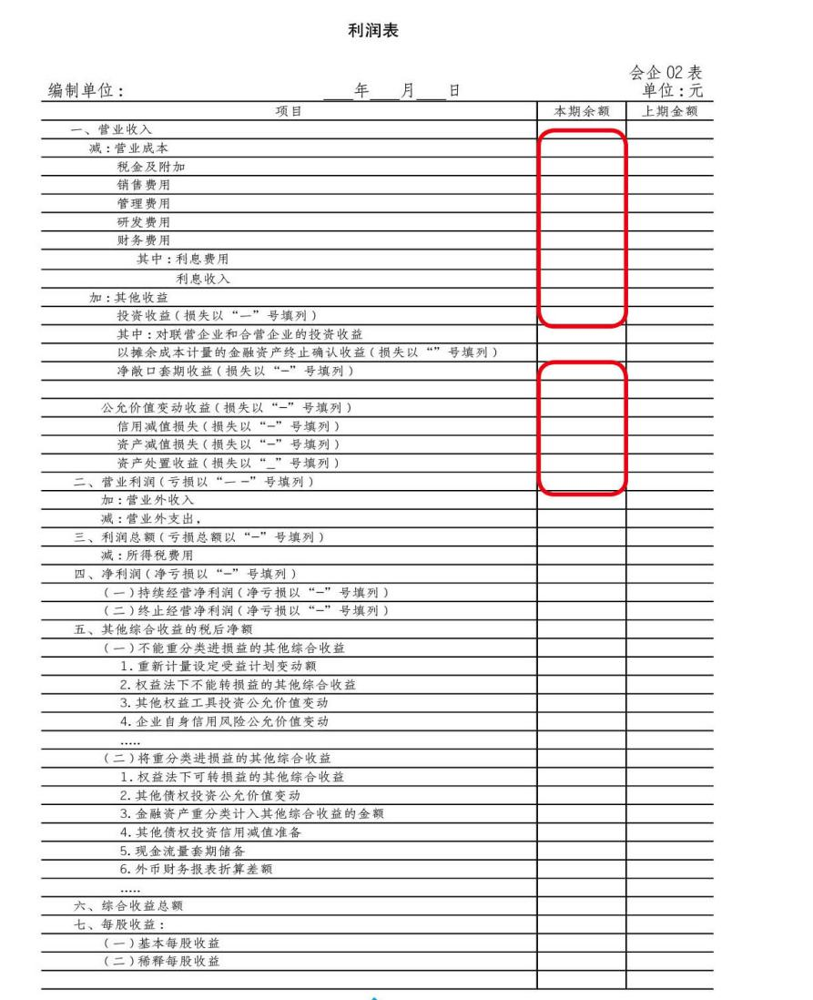 利润表
会企 02 表
编制单位： ___年___月___日 单位：元
项目 本期余额 上期金额
一、营业收入
减：营业成本
税金及附加
销售费用
管理费用
研发费用
财务费用
其中：利息费用
利息收入
加：其他收益
投资收益(损失以“—”号填列)
其中：对联营企业和合营企业的投资收益
以摊余成本计量的金融资产终止确认收益(损失以“”号填列)
净敞口套期收益(损失以“−”号填列)
公允价值变动收益(损失以“−”号填列)
信用减值损失(损失以“−”号填列)
资产减值损失(损失以“−”号填列)
资产处置收益(损失以“_”号填列)
二、营业利润(亏损以“— −”号填列)
加：营业外收入
减：营业外支出，
三、利润总额(亏损总额以“−”号填列)
减：所得税费用
四、净利润(净亏损以“−”号填列)
(一)持续经营净利润(净亏损以“−”号填列)
(二)终止经营净利润(净亏损以“−”号填列)
五、其他综合收益的税后净额
(一)不能重分类进损益的其他综合收益
1.重新计量设定受益计划变动额
2.权益法下不能转损益的其他综合收益
3.其他权益工具投资公允价值变动
4.企业自身信用风险公允价值变动
.....
(二)将重分类进损益的其他综合收益
1.权益法下可转损益的其他综合收益
2.其他债权投资公允价值变动
3.金融资产重分类计入其他综合收益的金额
4.其他债权投资信用减值准备
5.现金流量套期储备
6.外币财务报表折算差额
.....
六、综合收益总额
七、每股收益：
(一)基本每股收益
(二)稀释每股收益